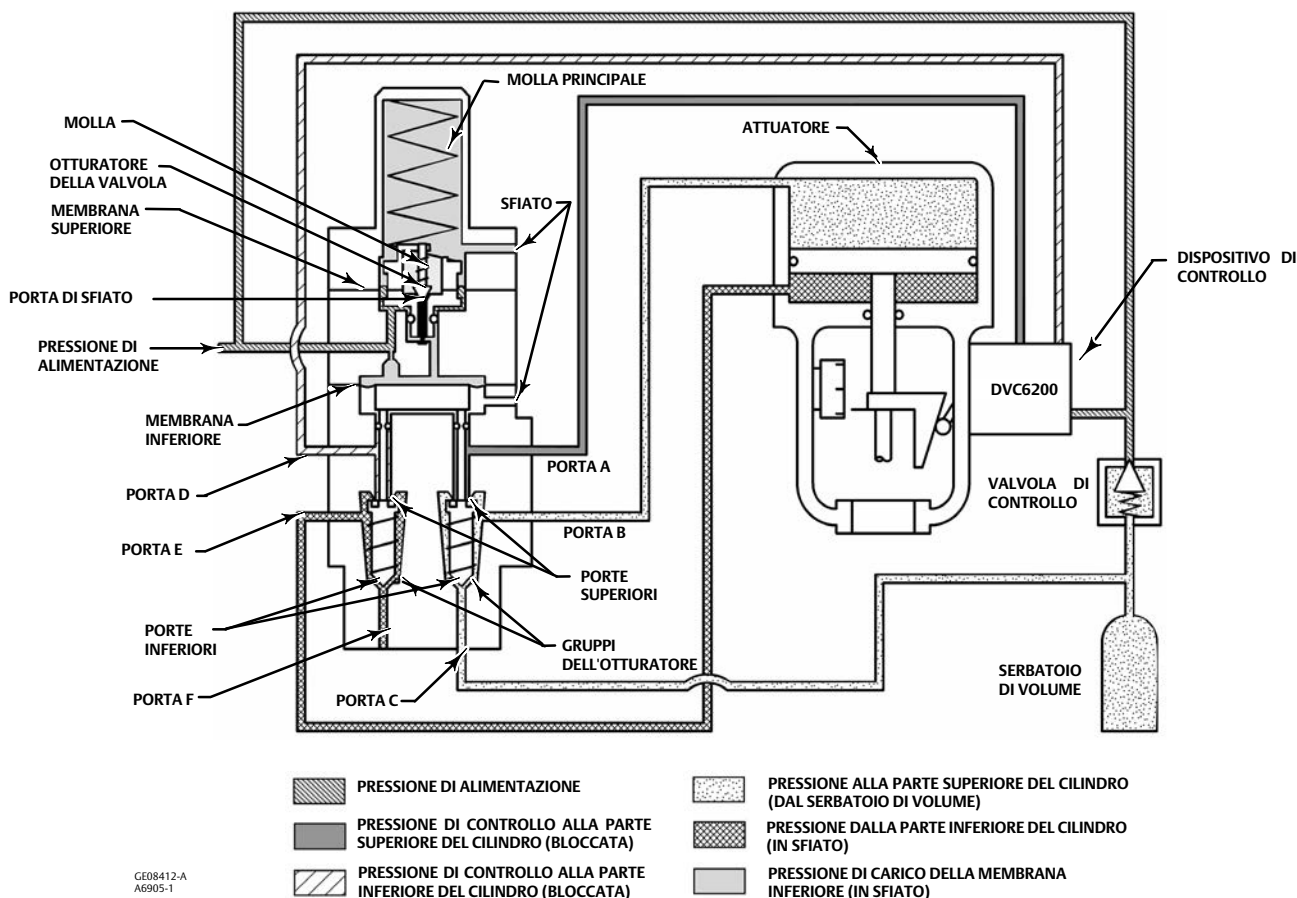 MOLLA PRINCIPALE
MOLLA
ATTUATORE
OTTURATORE
DELLA VALVOLA
MEMBRANA
SUPERIORE
SFIATO
DISPOSITIVO DI
CONTROLLO
PORTA DI SFIATO
PRESSIONE DI
ALIMENTAZIONE
DVC6200
MEMBRANA
INFERIORE
PORTA A
PORTA D
VALVOLA DI
CONTROLLO
PORTA E
PORTA B
PORTE
SUPERIORI
PORTE
INFERIORI
GRUPPI
DELL'OTTURATORE
PORTA F
PORTA C
SERBATOIO
DI VOLUME
PRESSIONE DI ALIMENTAZIONE
PRESSIONE DI CONTROLLO ALLA PARTE
SUPERIORE DEL CILINDRO (BLOCCATA)
PRESSIONE DI CONTROLLO ALLA PARTE
INFERIORE DEL CILINDRO (BLOCCATA)
PRESSIONE ALLA PARTE SUPERIORE DEL CILINDRO
(DAL SERBATOIO DI VOLUME)
PRESSIONE DALLA PARTE INFERIORE DEL CILINDRO
(IN SFIATO)
PRESSIONE DI CARICO DELLA MEMBRANA
INFERIORE (IN SFIATO)
GE08412-A
A6905-1